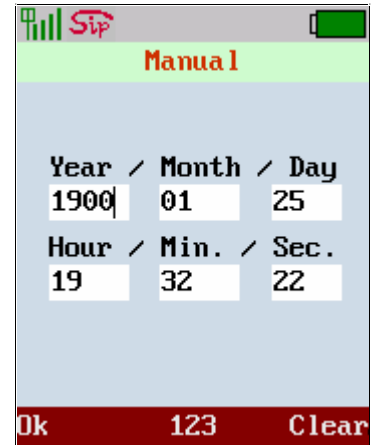 Sip
Manual
Year / Month / Day
1900 01 25
Hour / Min. / Sec.
19 32 22
Ok 123 Clear